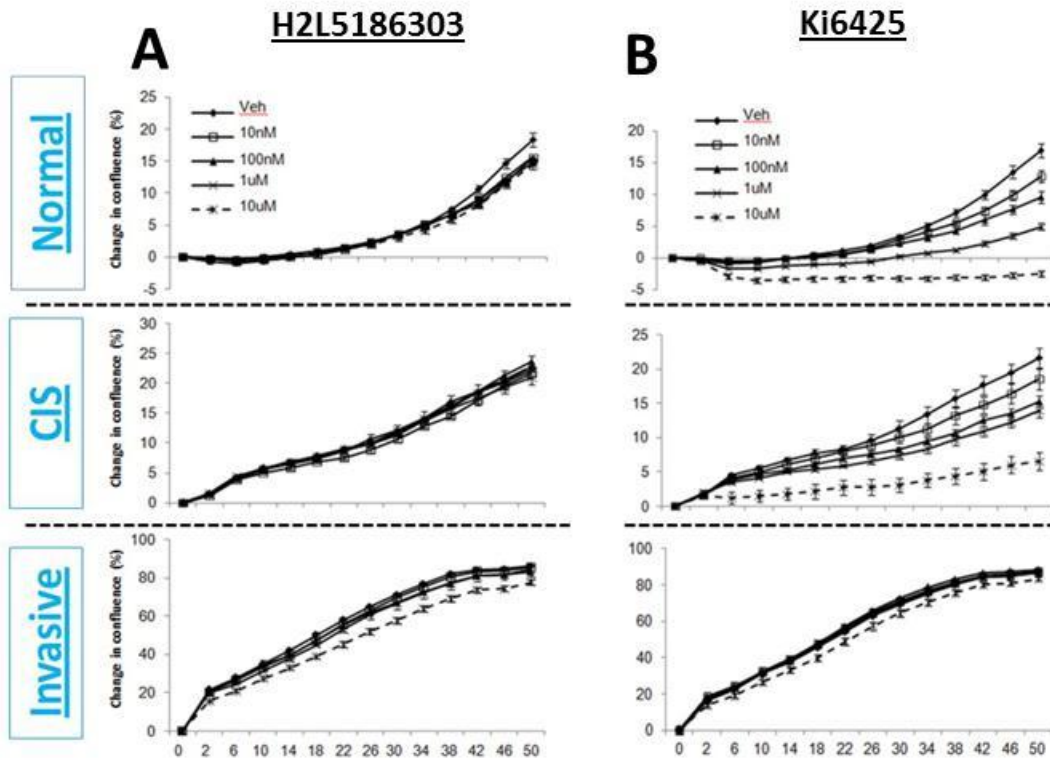 H2L5186303
Ki6425
A
B
Normal
Change in confluence (%)
25
20
15
10
5
0
-5
Veh
10nM
100nM
1uM
10uM
20
15
10
5
0
-5
Veh
10nM
100nM
1uM
10uM
CIS
Change in confluence (%)
30
25
20
15
10
5
0
20
15
10
5
0
25
Invasive
Change in confluence (%)
100
80
60
40
20
0
0 2 6 10 14 18 22 26 30 34 38 42 46 50
100
80
60
40
20
0
0 2 6 10 14 18 22 26 30 34 38 42 46 50